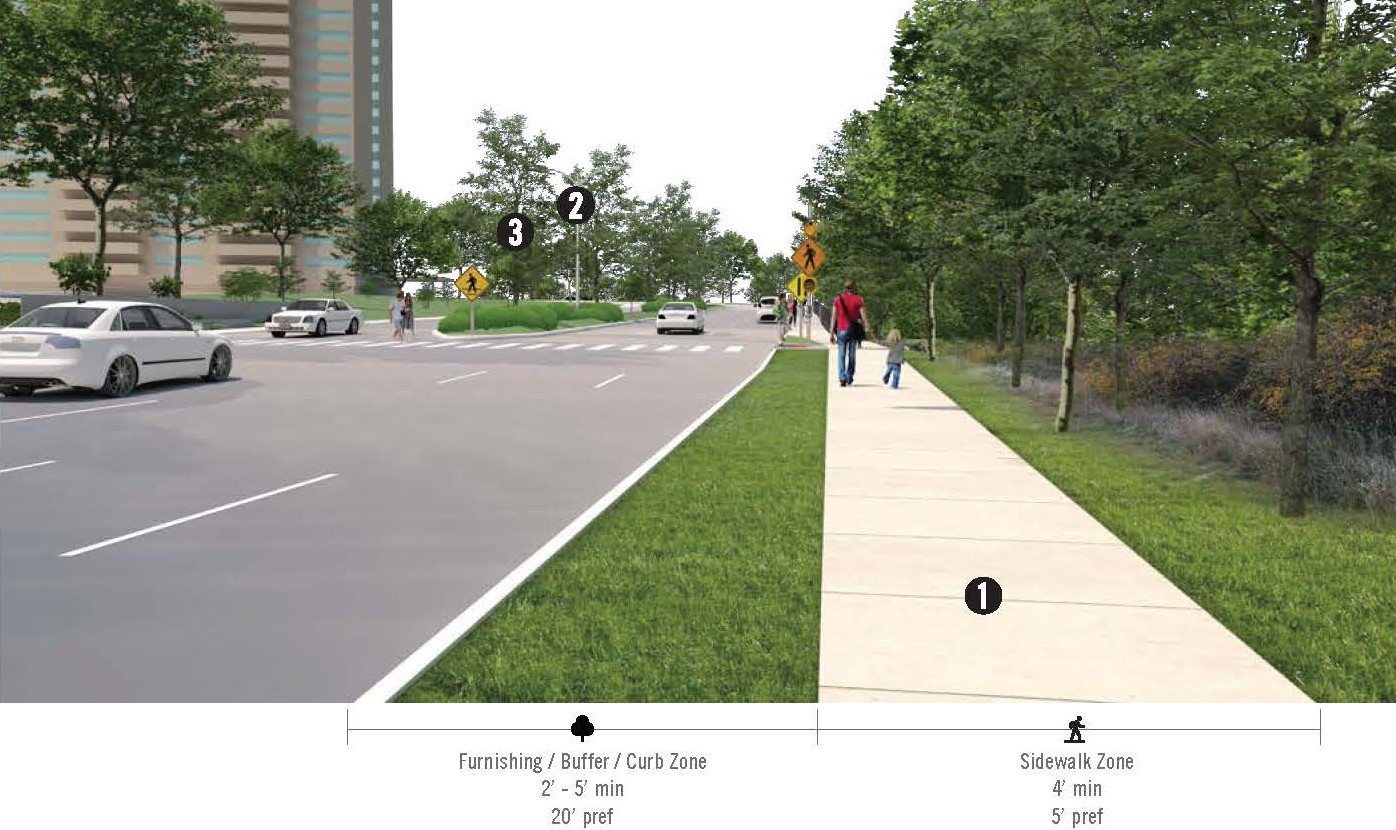 3
2
1
Furnishing / Buffer / Curb Zone
2' - 5' min
20' pref
Sidewalk Zone
4' min
5' pref